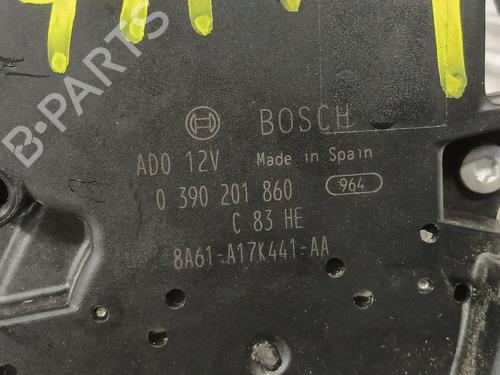 BOSCH
AD0 12V Made in Spain
0 390 201 860 964
C 83 HE
8A61-A17K441-AA
B-PARTS